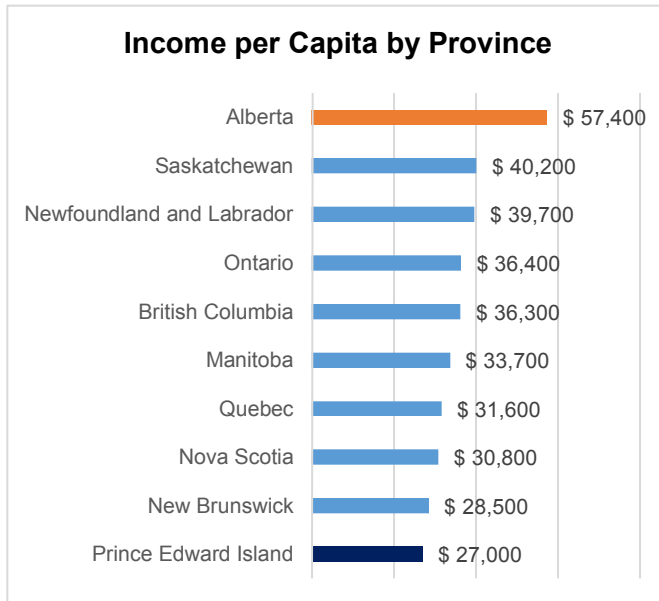 Income per Capita by Province
Alberta $ 57,400
Saskatchewan $ 40,200
Newfoundland and Labrador $ 39,700
Ontario $ 36,400
British Columbia $ 36,300
Manitoba $ 33,700
Quebec $ 31,600
Nova Scotia $ 30,800
New Brunswick $ 28,500
Prince Edward Island $ 27,000